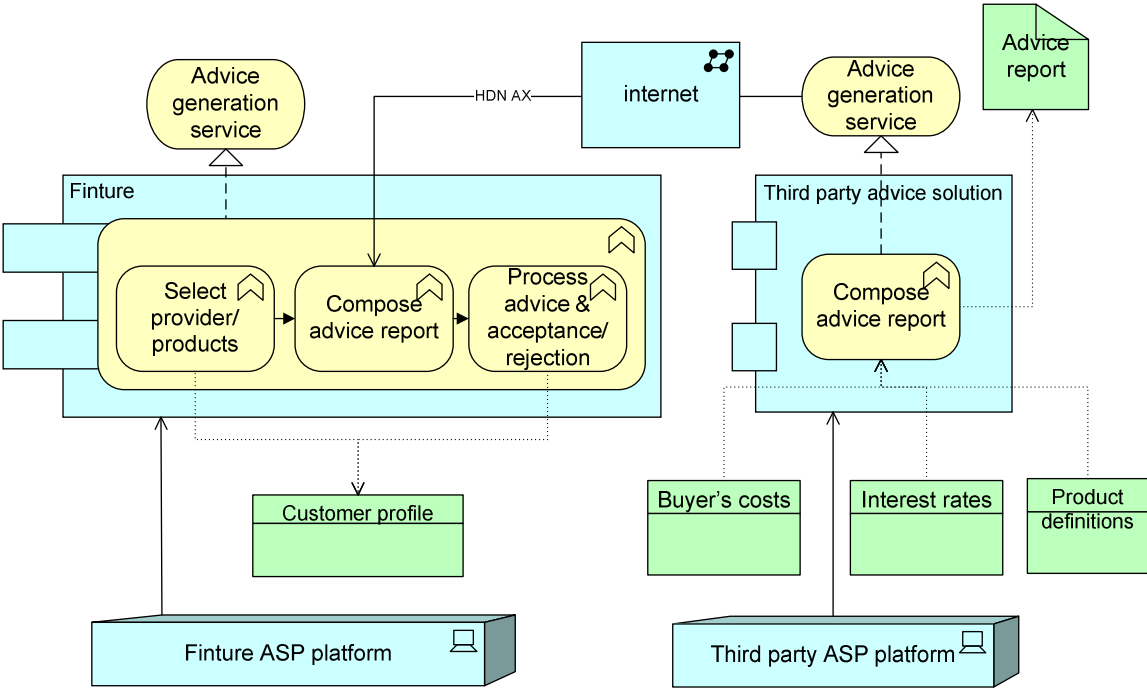 Advice
generation
service
HDN AX
internet
Advice
generation
service
Advice
report
Finture
Third party advice solution
Select
provider/
products
Compose
advice report
Process
advice &
acceptance/
rejection
Compose
advice report
Customer profile
Buyer's costs
Interest rates
Product
definitions
Finture ASP platform
Third party ASP platform